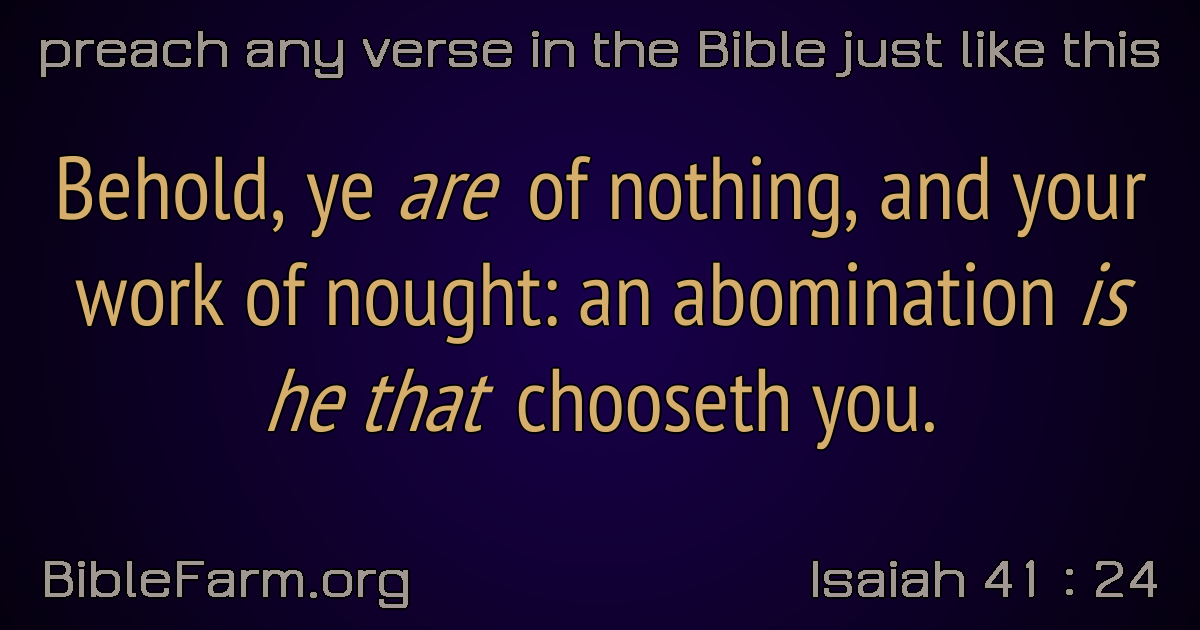 preach any verse in the Bible just like this
Behold, ye are of nothing, and your
work of nought: an abomination is
he that chooseth you.
BibleFarm.org
Isaiah 41 : 24